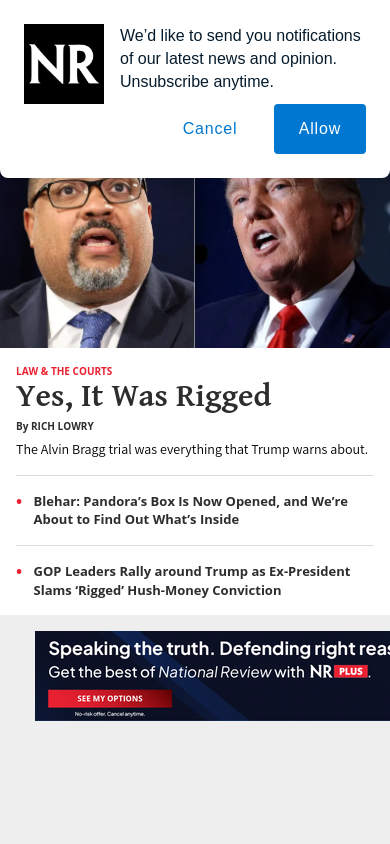 NR
We’d like to send you notifications
of our latest news and opinion.
Unsubscribe anytime.
Cancel
Allow
LAW & THE COURTS
Yes, It Was Rigged
By RICH LOWRY
The Alvin Bragg trial was everything that Trump warns about.
• Blehar: Pandora’s Box Is Now Opened, and We’re
About to Find Out What’s Inside
• GOP Leaders Rally around Trump as Ex-President
Slams ‘Rigged’ Hush-Money Conviction
Speaking the truth. Defending right reas
Get the best of National Review with NR PLUS.
SEE MY OPTIONS
No-risk offer. Cancel anytime.